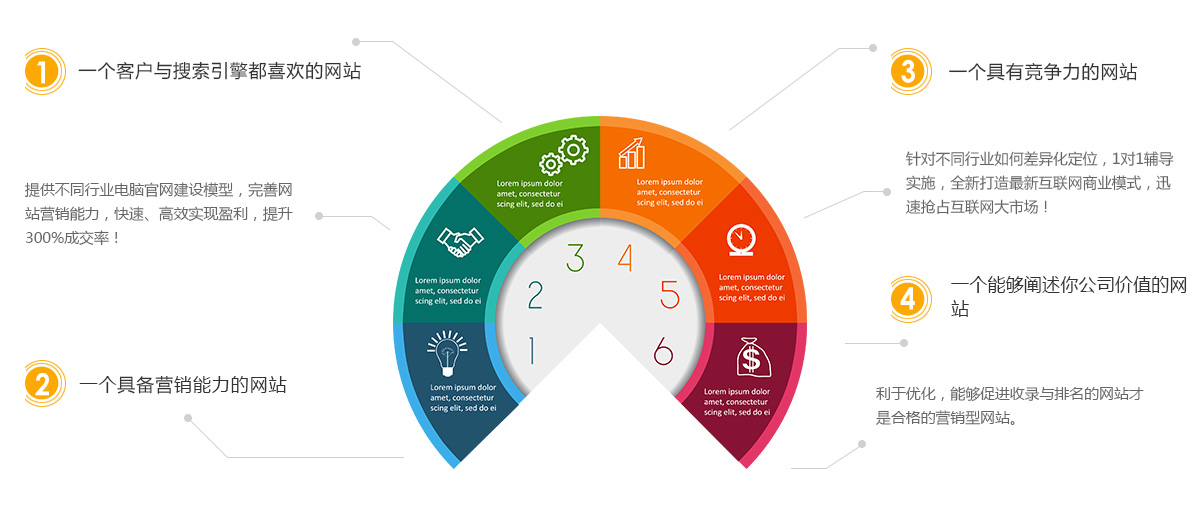 1
一个客户与搜索引擎都喜欢的网站
提供不同行业电脑官网建设模型，完善网
站营销能力，快速、高效实现盈利，提升
300%成交率！
2
一个具备营销能力的网站
Lorem ipsum dolor
amet, consectetur
scing elit, sed do ei
1
Lorem ipsum dolor
amet, consectetur
scing elit, sed do ei
2
Lorem ipsum dolor
amet, consectetur
scing elit, sed do ei
3
Lorem ipsum dolor
amet, consectetur
scing elit, sed do ei
4
Lorem ipsum dolor
amet, consectetur
scing elit, sed do ei
5
$
Lorem ipsum dolor
amet, consectetur
scing elit, sed do ei
6
3
一个具有竞争力的网站
针对不同行业如何差异化定位，1对1辅导
实施，全新打造最新互联网商业模式，迅
速抢占互联网大市场！
4
一个能够阐述你公司价值的网
站
利于优化，能够促进收录与排名的网站才
是合格的营销型网站。